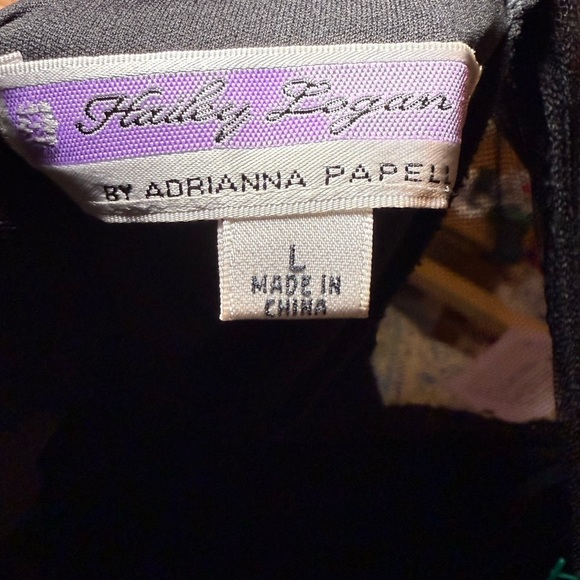 Hailey Logan
BY ADRIANNA PAPELL
L
MADE IN
CHINA